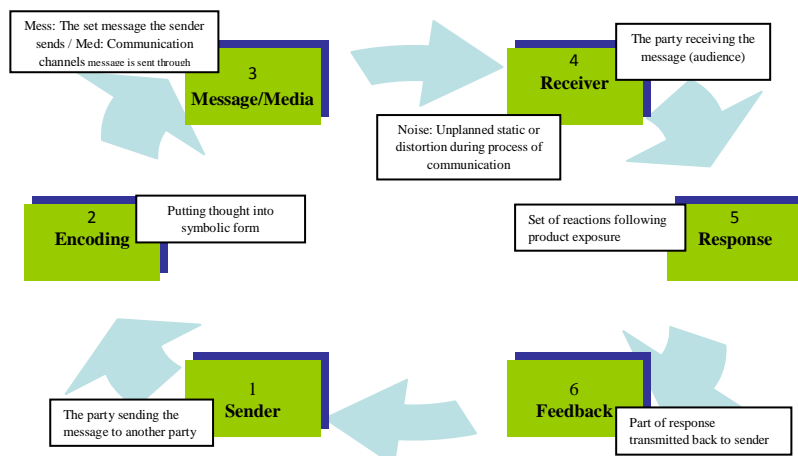 Mess: The set message the sender
sends / Med: Communication
channels message is sent through
3
Message/Media
4
Receiver
The party receiving the
message (audience)
Noise: Unplanned static or
distortion during process of
communication
2
Encoding
Putting thought into
symbolic form
Set of reactions following
product exposure
5
Response
1
Sender
The party sending the
message to another party
6
Feedback
Part of response
transmitted back to sender